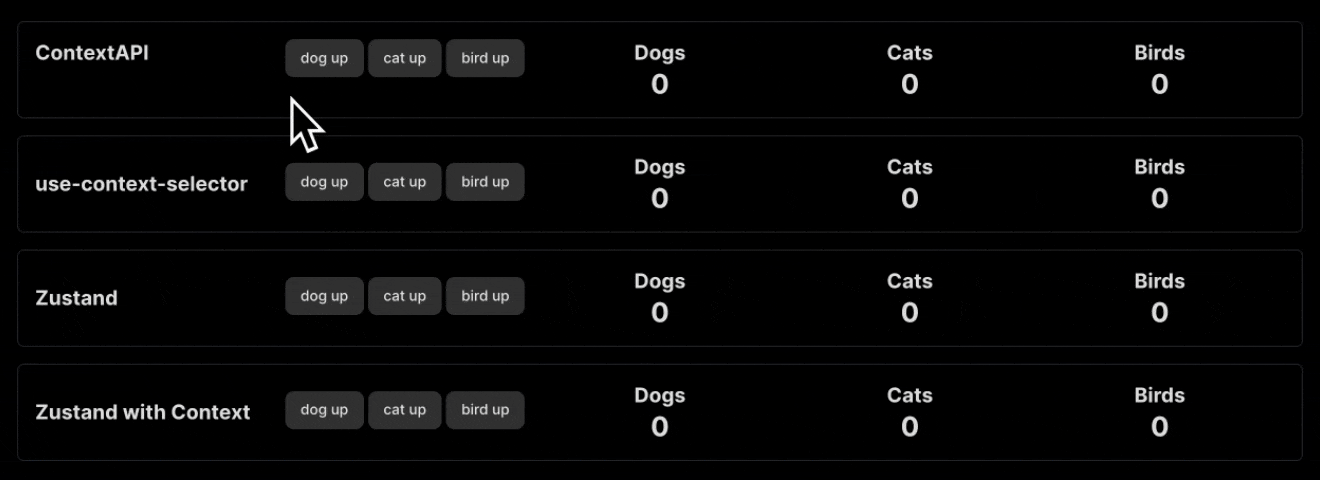 ContextAPI
dog up cat up bird up
Dogs Cats Birds
0 0 0
use-context-selector
dog up cat up bird up
Dogs Cats Birds
0 0 0
Zustand
dog up cat up bird up
Dogs Cats Birds
0 0 0
Zustand with Context
dog up cat up bird up
Dogs Cats Birds
0 0 0